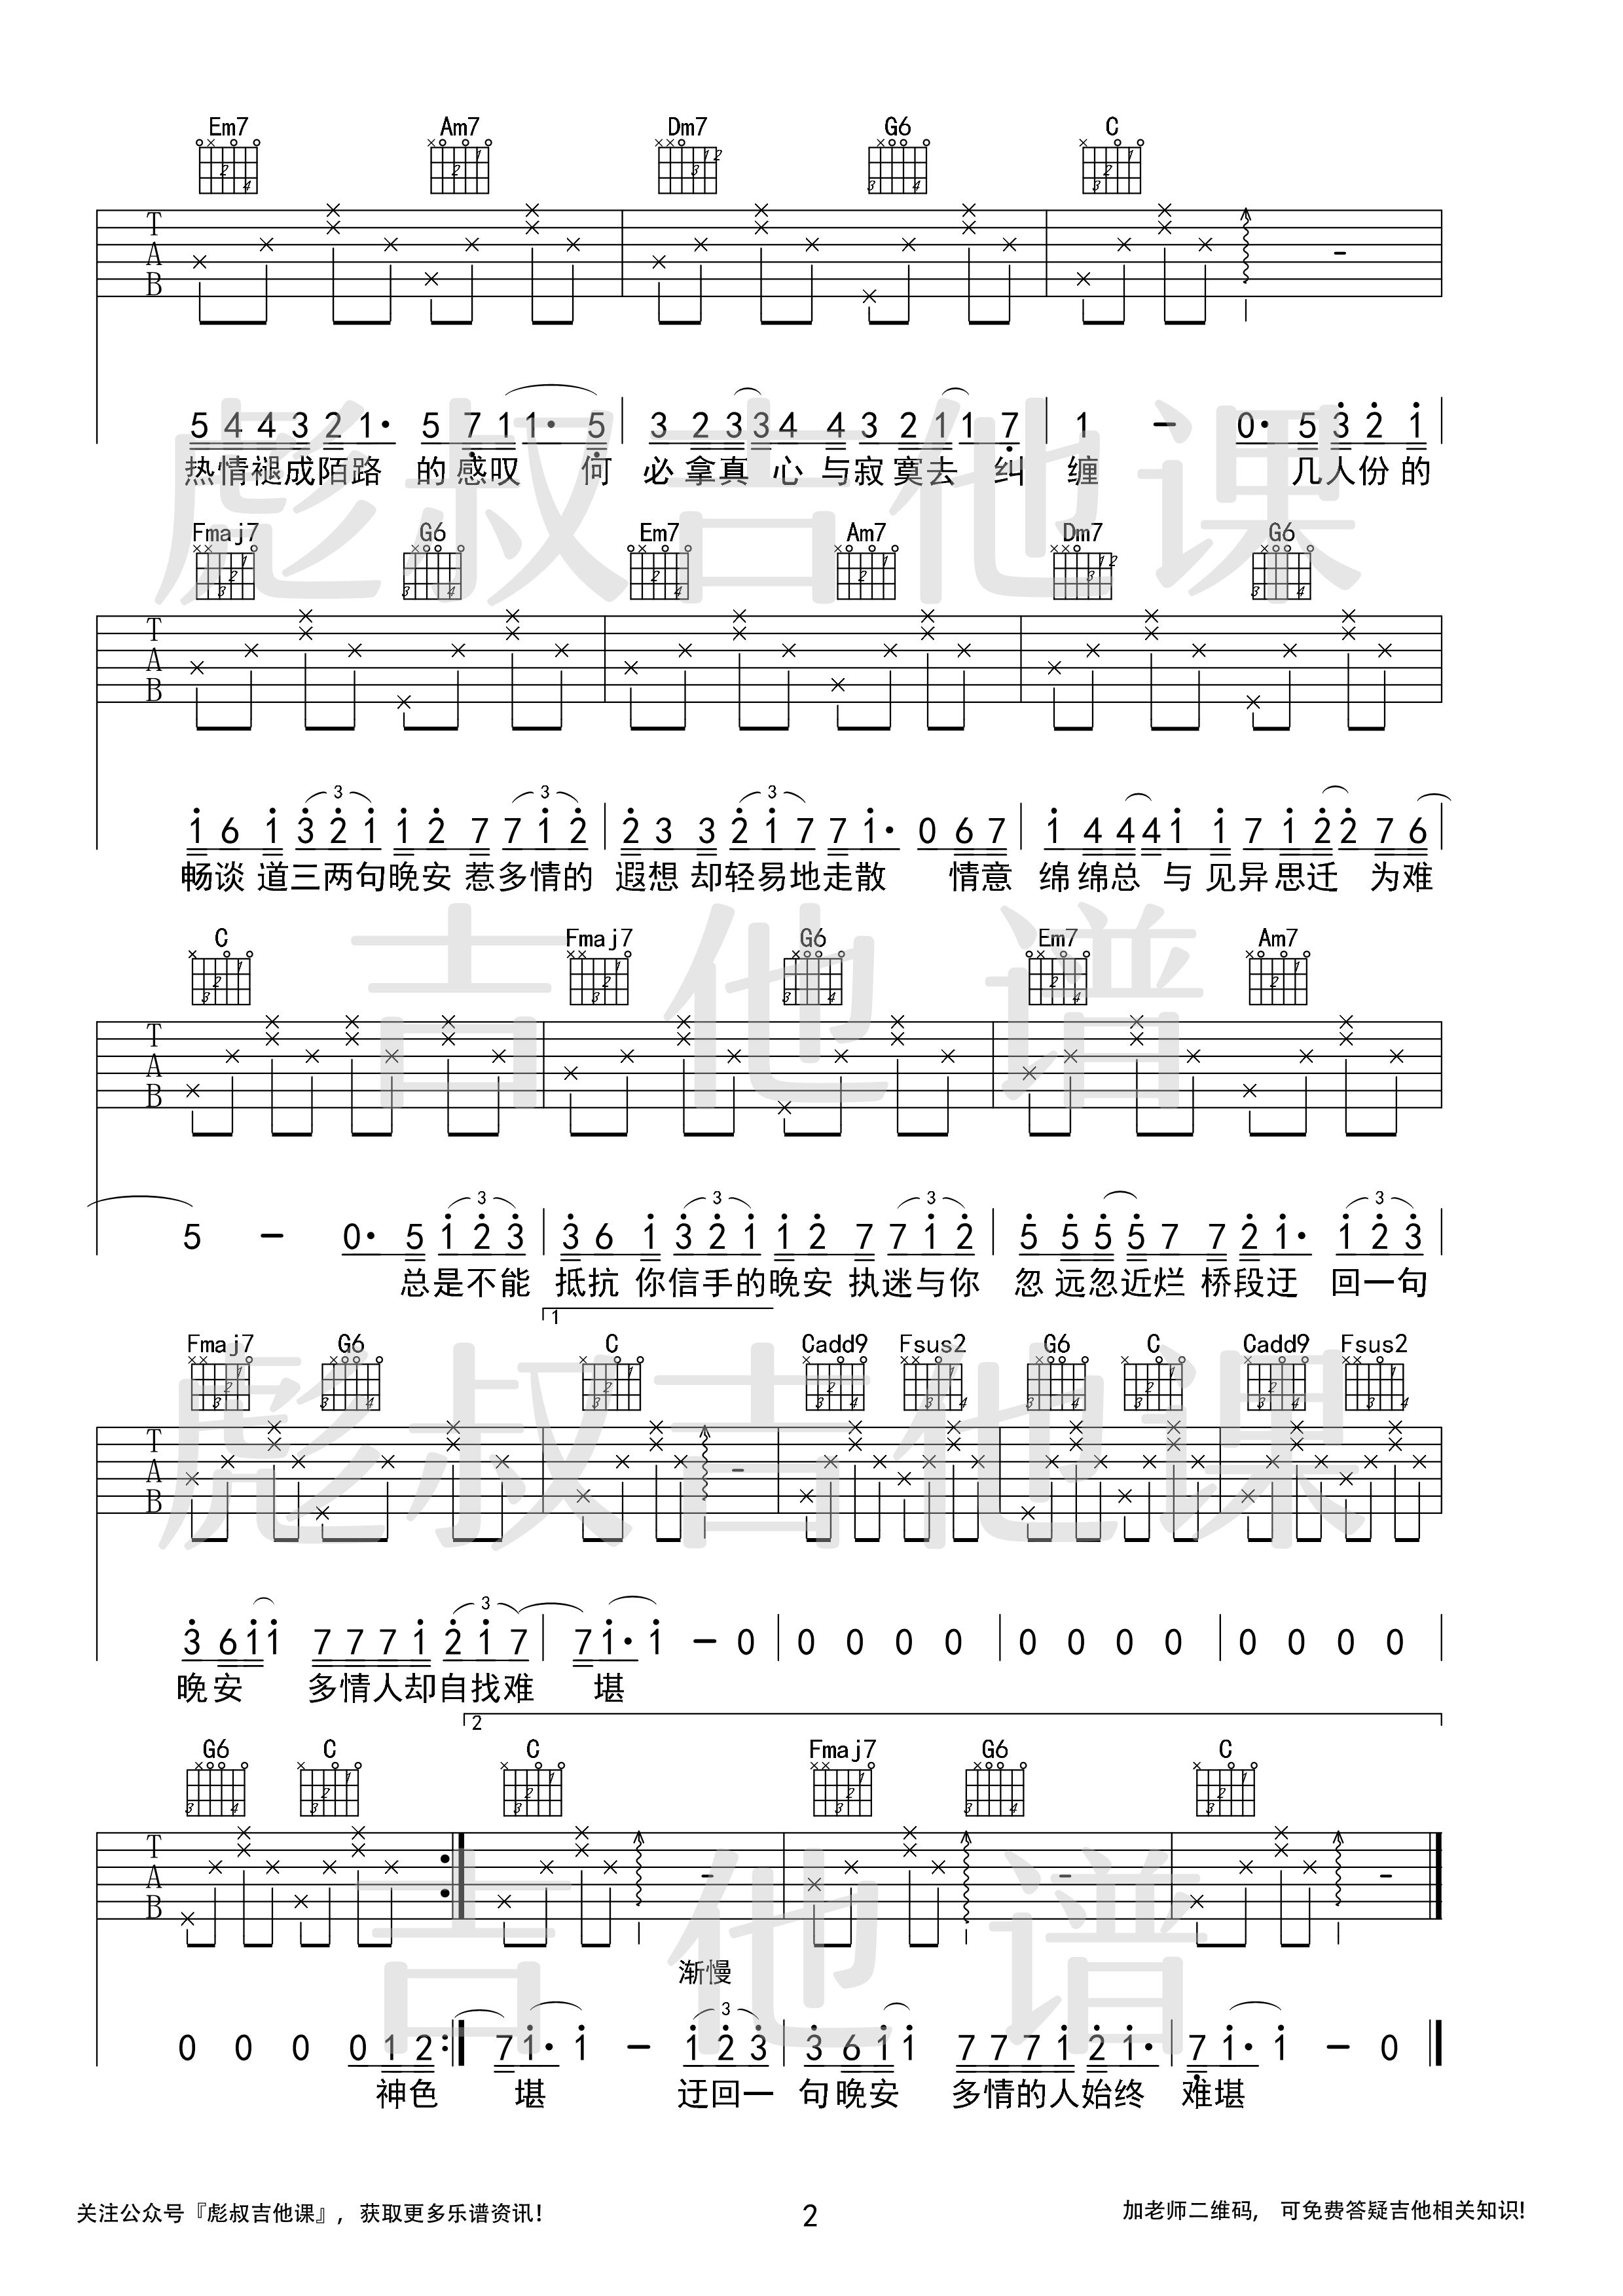 Em7 Am7 Dm7 G6 C
T
A
B
5 4 4 3 2 1· 5 7 1 1· 5 3 2 3 3 4 4 3 2 1 1 7 1 - 0· 5 3 2 1
热情褪成陌路 的感叹 何 必拿真心与寂寞去 纠 缠 几人份的
Fmaj7 G6 Em7 Am7 Dm7 G6
T
A
B
3 3 3
1 6 1 3 2 1 1 2 7 7 1 2 2 3 3 2 1 7 7 1· 0 6 7 1 4 4 4 1 1 7 1 2 2 7 6
畅谈 道三两句晚安 惹多情的 遐想 却轻易地走散 情意 绵绵总 与 见异思迁 为难
C Fmaj7 G6 Em7 Am7
T
A
B
3 3 3 3
5 - 0· 5 1 2 3 3 6 1 3 2 1 1 2 7 7 1 2 5 5 5 5 7 7 2 1· 1 2 3
总是不能 抵抗 你信手的晚安 执迷与你 忽 远忽近烂 桥段迂 回一句
1
Fmaj7 G6 C Cadd9 Fsus2 G6 C Cadd9 Fsus2
T
A
B
3
3 6 1 1 7 7 7 1 2 1 7 7 1· 1 - 0 0 0 0 0 0 0 0 0 0 0 0 0
晚安 多情人却自找难 堪
2
G6 C C Fmaj7 G6 C
T
A
B
渐慢
3
0 0 0 0 1 2 7 1· 1 - 1 2 3 3 6 1 1 7 7 7 1 2 1· 7 1· 1 - 0
神色 堪 迂回一 句晚安 多情的人始终 难堪
彪叔吉他课
吉他谱
彪叔吉他课
吉他谱
关注公众号『彪叔吉他课』，获取更多乐谱资讯！ 2 加老师二维码， 可免费答疑吉他相关知识！